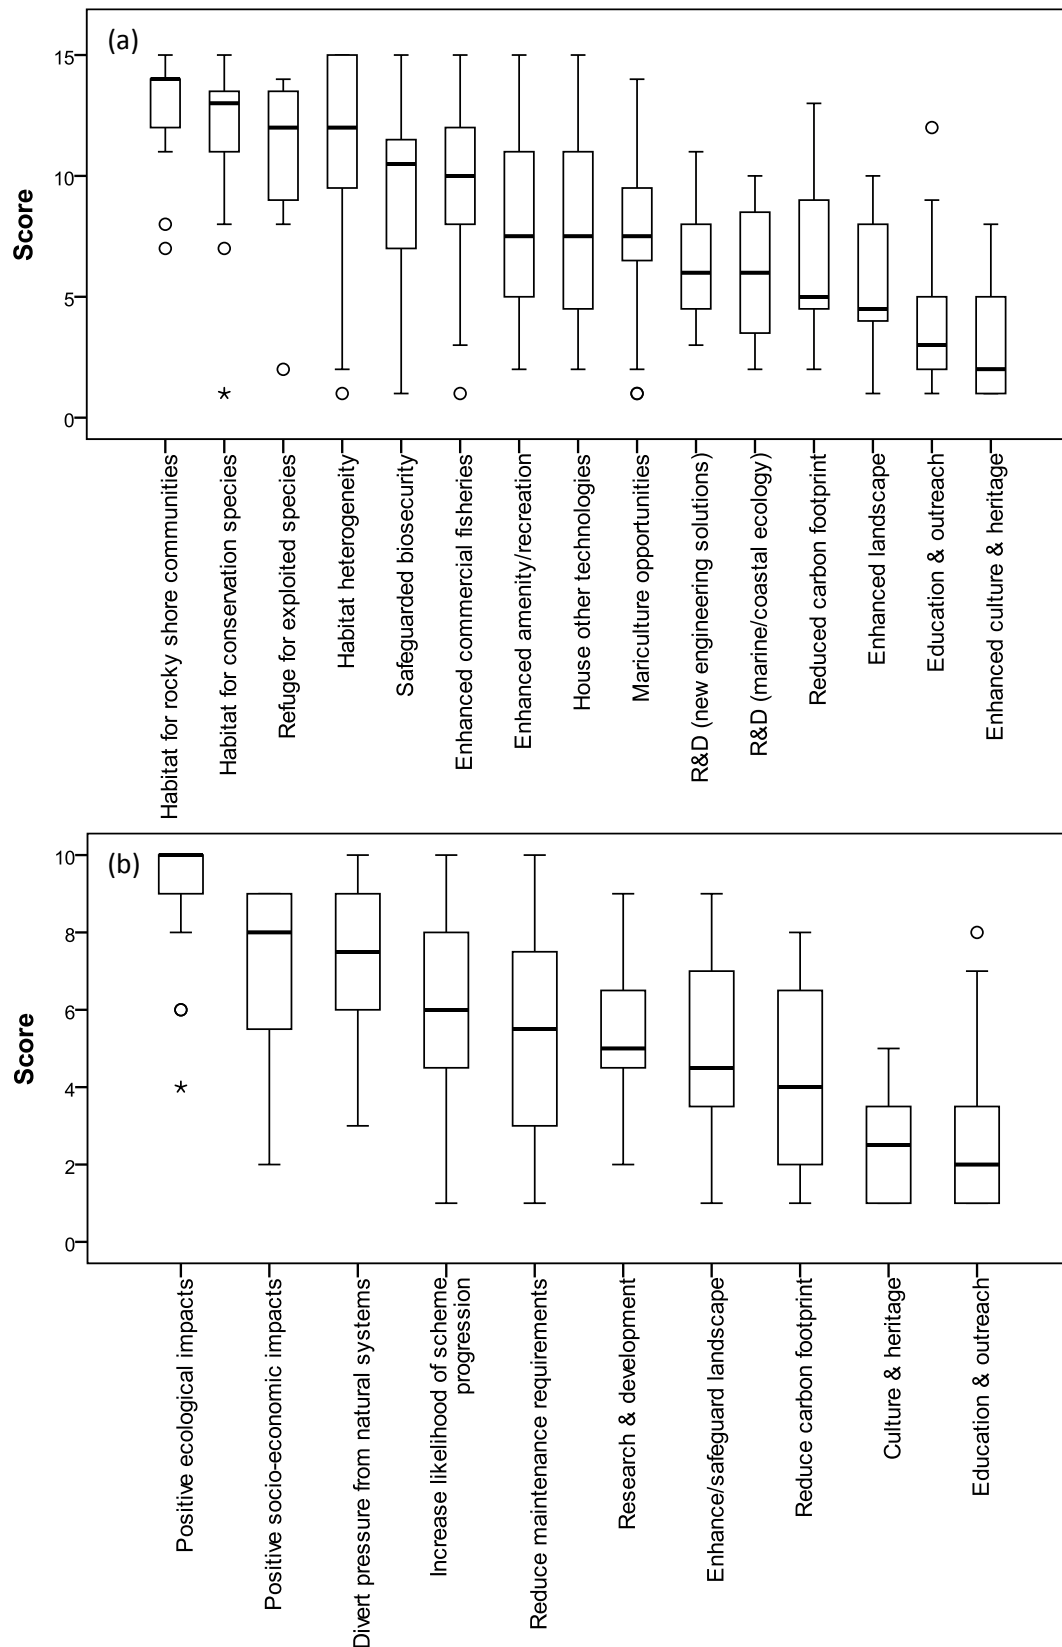 (a)
Score
15
10
5
0
Habitat for rocky shore communities
Habitat for conservation species
Refuge for exploited species
Habitat heterogeneity
Safeguarded biosecurity
Enhanced commercial fisheries
Enhanced amenity/recreation
House other technologies
Mariculture opportunities
R&D (new engineering solutions)
R&D (marine/coastal ecology)
Reduced carbon footprint
Enhanced landscape
Education & outreach
Enhanced culture & heritage
(b)
Score
10
8
6
4
2
0
Positive ecological impacts
Positive socio-economic impacts
Divert pressure from natural systems
Increase likelihood of scheme
progression
Reduce maintenance requirements
Research & development
Enhance/safeguard landscape
Reduce carbon footprint
Culture & heritage
Education & outreach